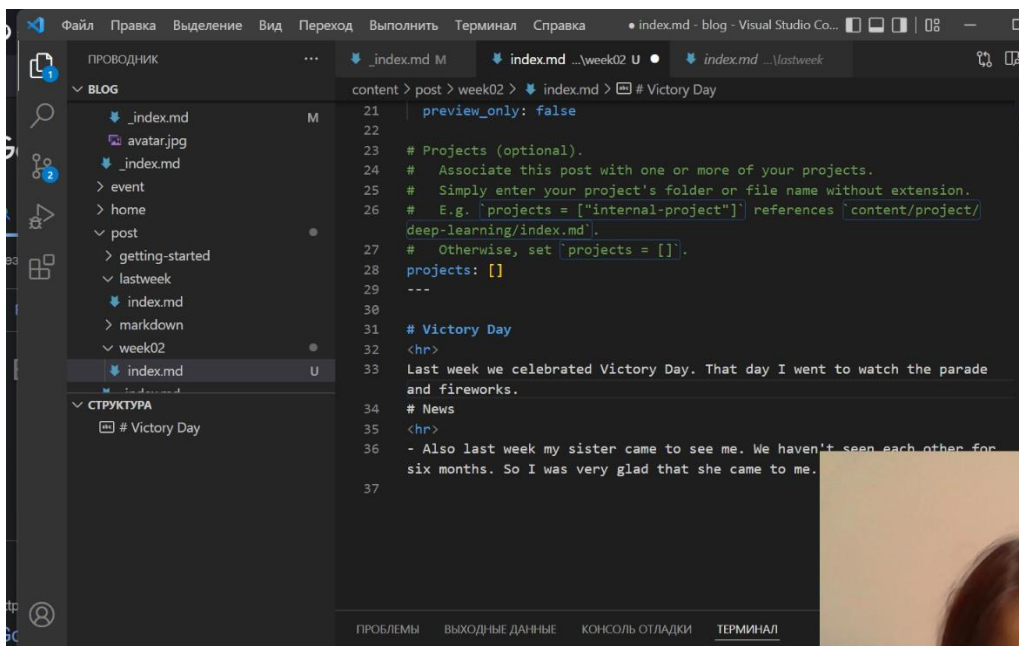 Файл Правка Выделение Вид Переход Выполнить Терминал Справка ● index.md - blog - Visual Studio Co...
ПРОВОДНИК ...
BLOG
_index.md M
avatar.jpg
_index.md
> event
> home
post
> getting-started
lastweek
index.md
> markdown
week02
index.md U
СТРУКТУРА
# Victory Day
_index.md M index.md ...\week02 U ● index.md ...\lastweek
content > post > week02 > index.md > # Victory Day
21 preview_only: false
22
23 # Projects (optional).
24 # Associate this post with one or more of your projects.
25 # Simply enter your project's folder or file name without extension.
26 # E.g. `projects = ["internal-project"]` references `content/project/
deep-learning/index.md`.
27 # Otherwise, set `projects = []`.
28 projects: []
29 ---
30
31 # Victory Day
32 <hr>
33 Last week we celebrated Victory Day. That day I went to watch the parade
and fireworks.
34 # News
35 <hr>
36 - Also last week my sister came to see me. We haven't seen each other for
six months. So I was very glad that she came to me.
37
ПРОБЛЕМЫ ВЫХОДНЫЕ ДАННЫЕ КОНСОЛЬ ОТЛАДКИ ТЕРМИНАЛ
1
2